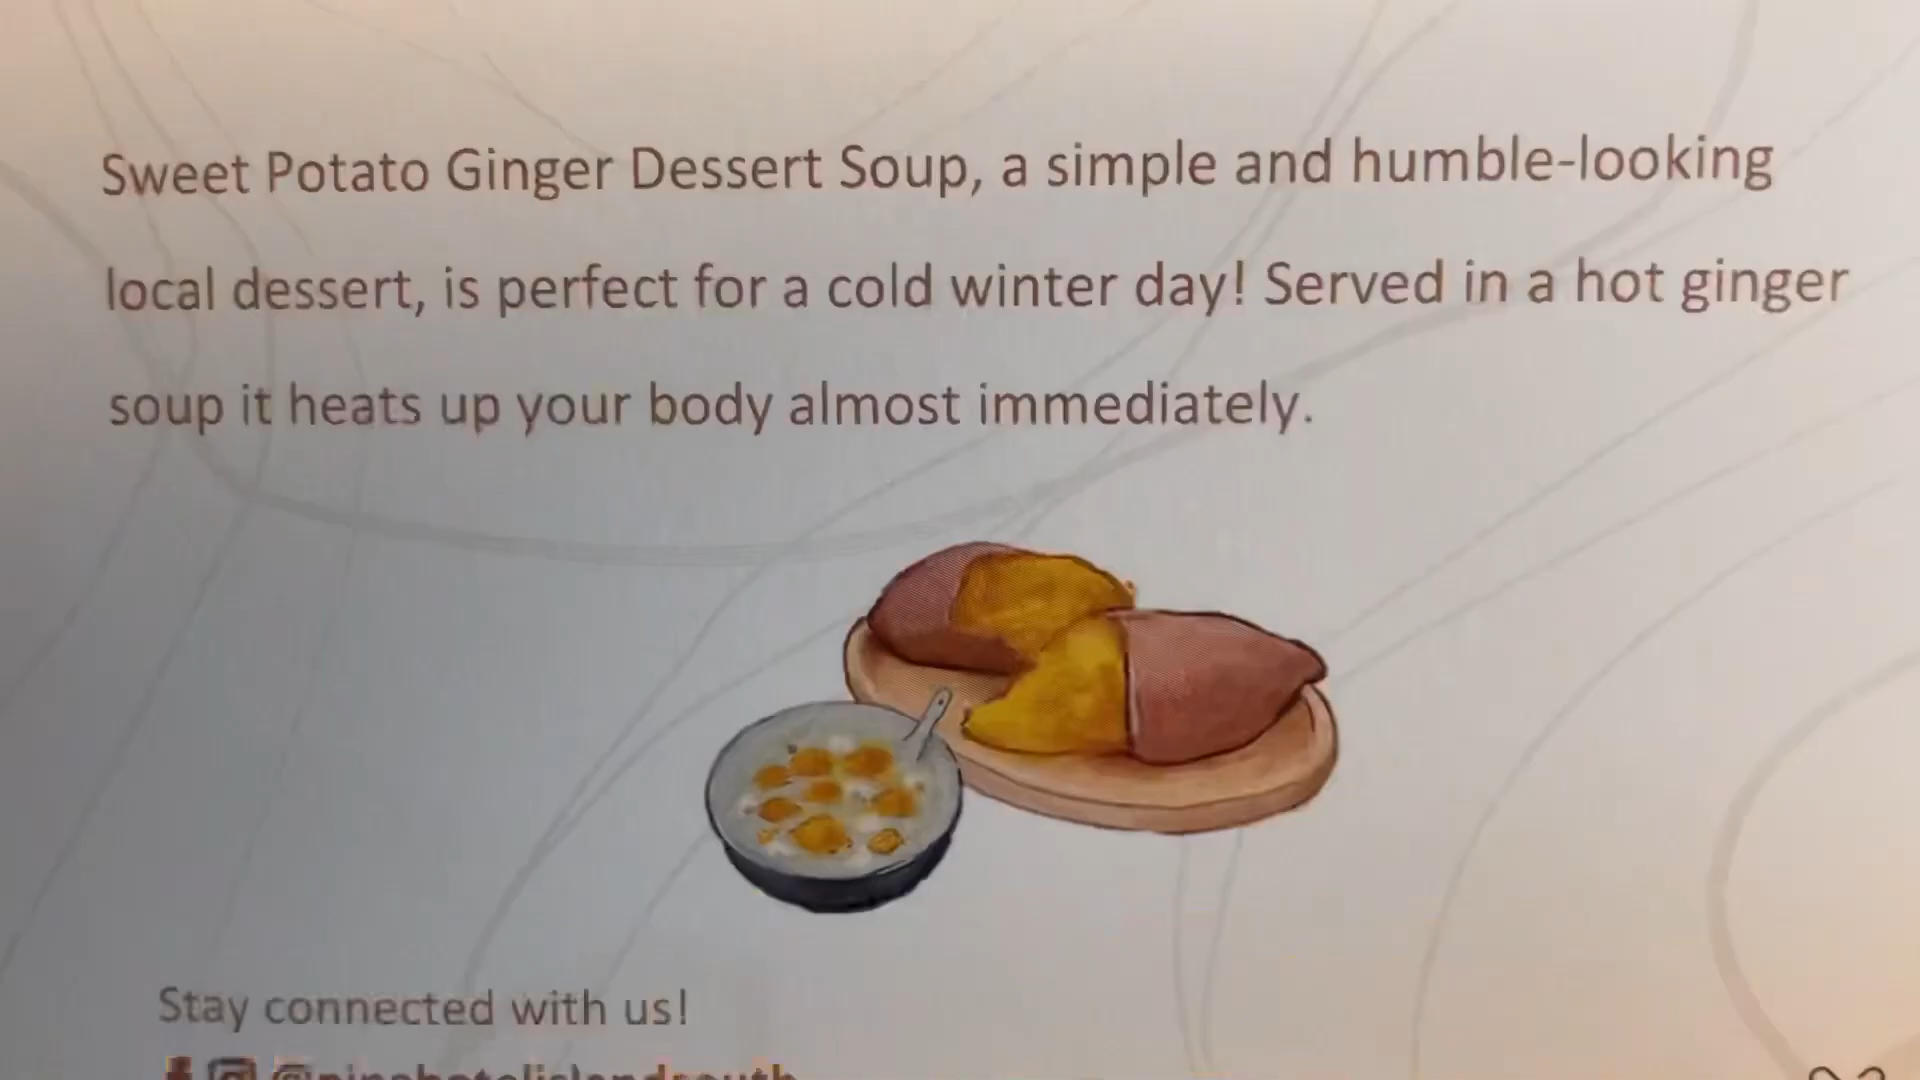 Sweet Potato Ginger Dessert Soup, a simple and humble-looking
local dessert, is perfect for a cold winter day! Served in a hot ginger
soup it heats up your body almost immediately.
Stay connected with us!